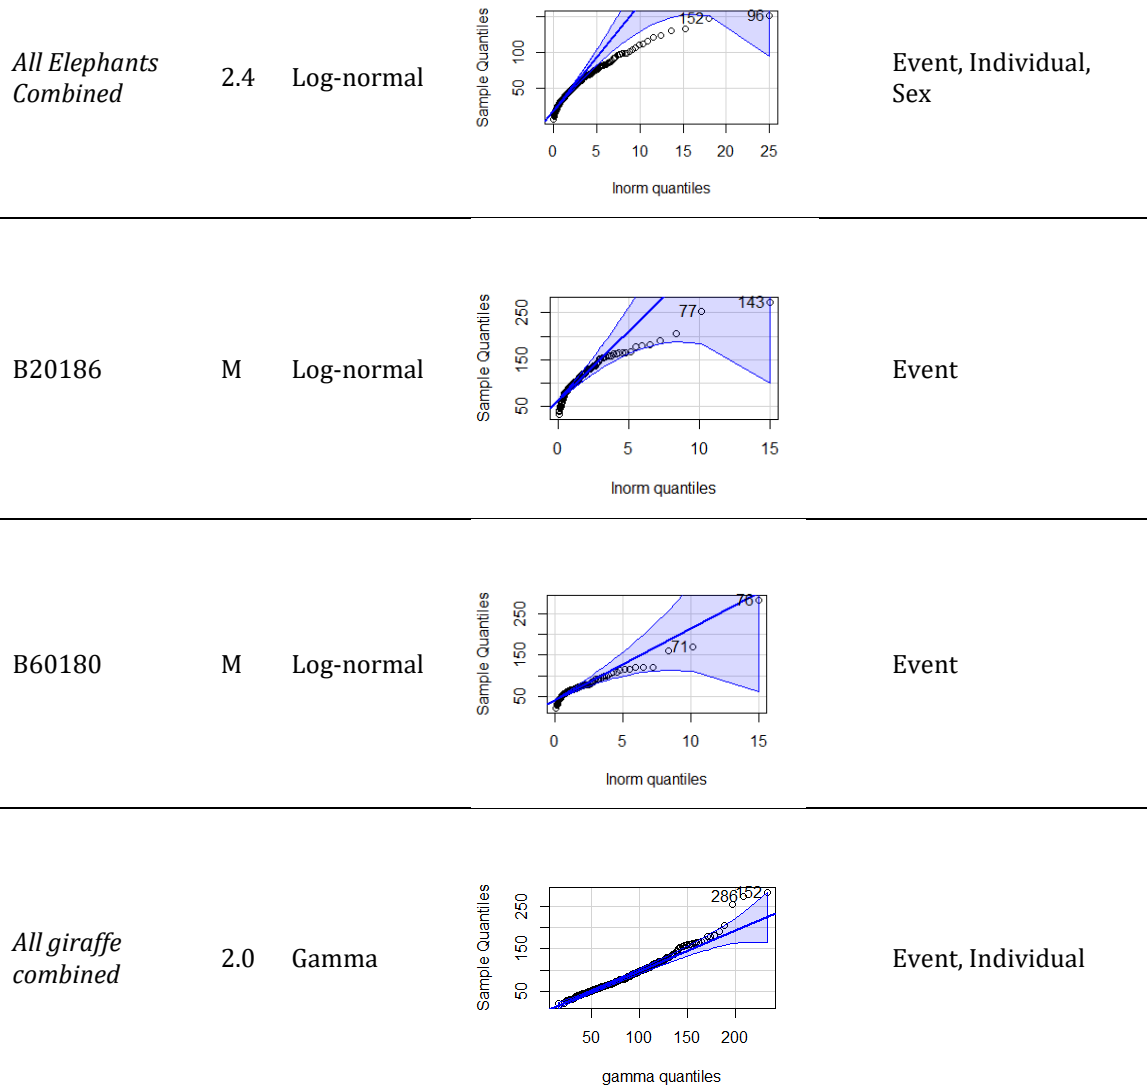 All Elephants
Combined
2.4
Log-normal
Sample Quantiles
100
50
152
96
0 5 10 15 20 25
lnorm quantiles
Event, Individual,
Sex
B20186
M
Log-normal
Sample Quantiles
250
150
50
77
143
0 5 10 15
lnorm quantiles
Event
B60180
M
Log-normal
Sample Quantiles
250
150
50
71
76
0 5 10 15
lnorm quantiles
Event
All giraffe
combined
2.0
Gamma
Sample Quantiles
250
150
50
286
152
50 100 150 200
gamma quantiles
Event, Individual